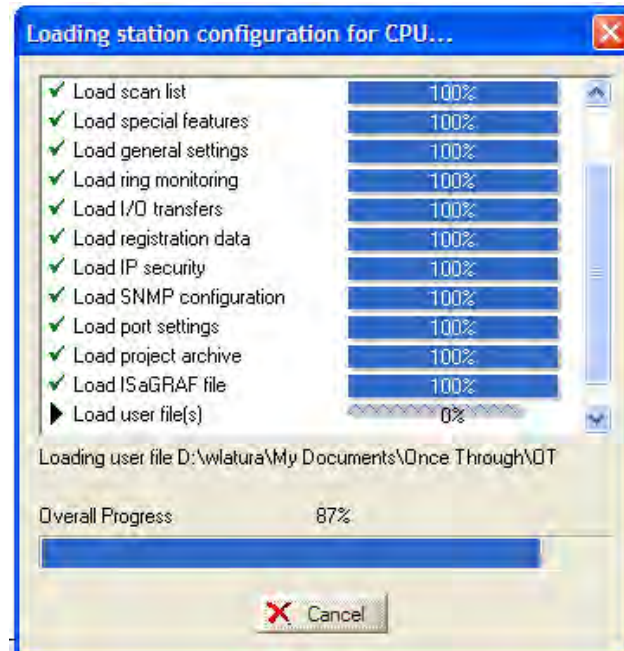 Loading station configuration for CPU...
Load scan list 100%
Load special features 100%
Load general settings 100%
Load ring monitoring 100%
Load I/O transfers 100%
Load registration data 100%
Load IP security 100%
Load SNMP configuration 100%
Load port settings 100%
Load project archive 100%
Load ISaGRAF file 100%
Load user file(s) 0%
Loading user file D:\wlatura\My Documents\Once Through\OT
Overall Progress 87%
Cancel